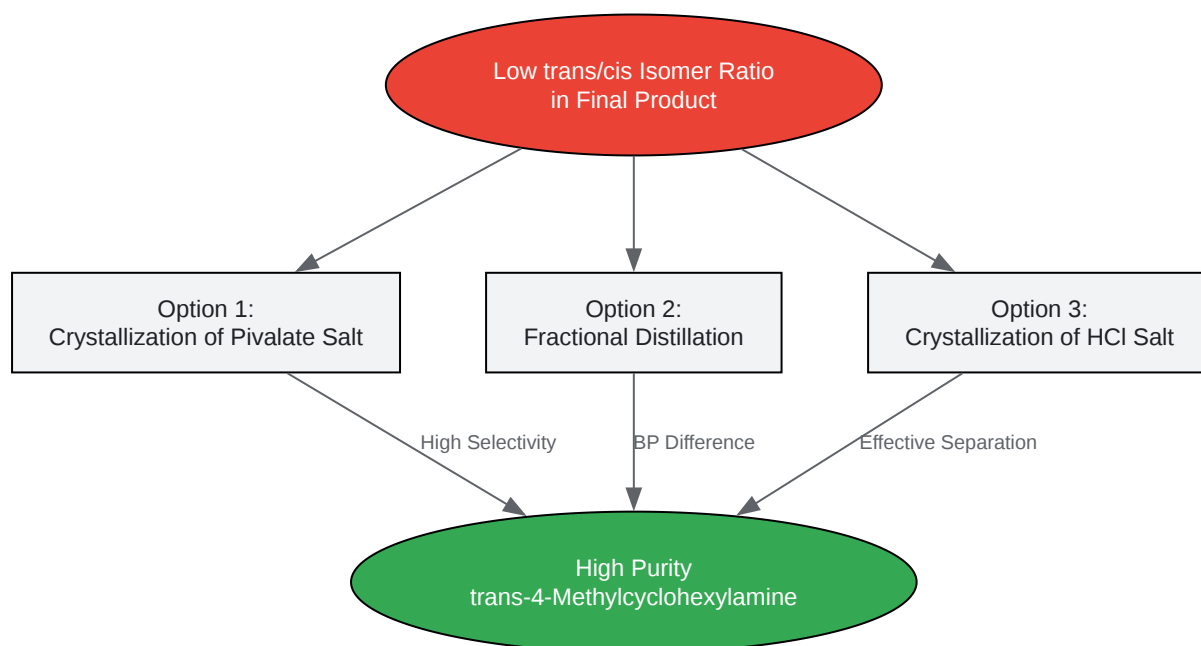 Low trans/cis Isomer Ratio
in Final Product
Option 1:
Crystallization of Pivalate Salt
Option 2:
Fractional Distillation
Option 3:
Crystallization of HCl Salt
High Selectivity
BP Difference
Effective Separation
High Purity
trans-4-Methylcyclohexylamine